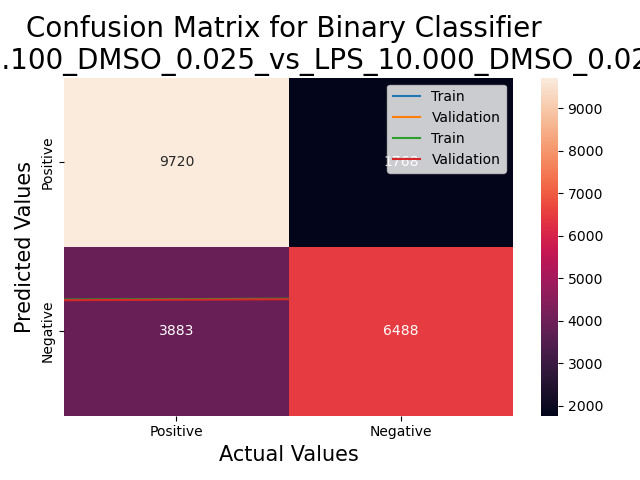 Confusion Matrix for Binary Classifier
.100_DMSO_0.025_vs_LPS_10.000_DMSO_0.02
Train
Validation
Train
Validation
9720
1768
3883
6488
Positive
Negative
Predicted Values
Positive
Negative
Actual Values
9000
8000
7000
6000
5000
4000
3000
2000